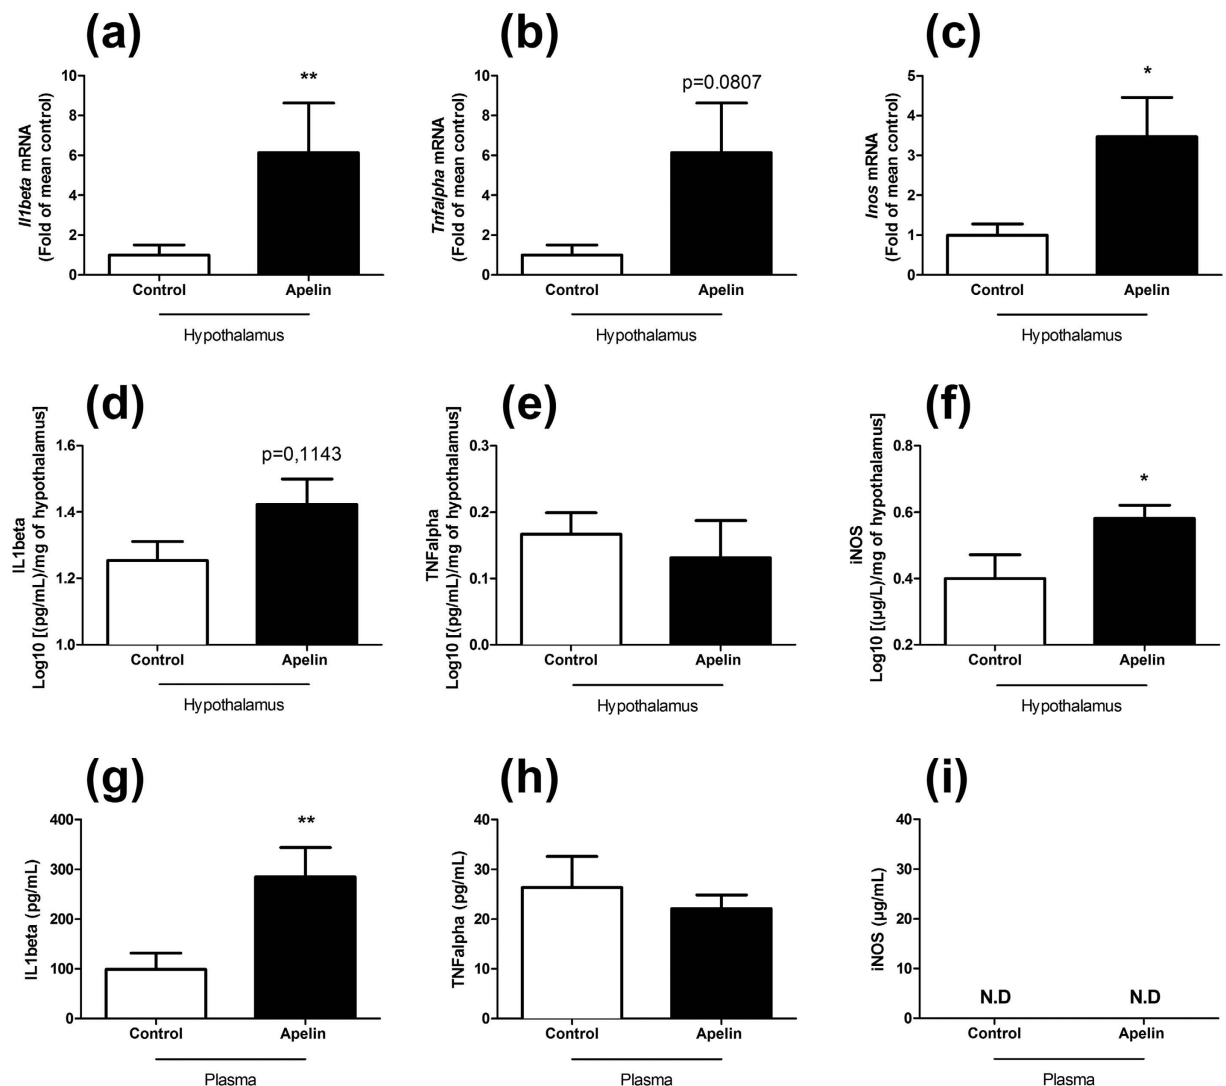 (a)
Il1beta mRNA
(Fold of mean control)
10
8
6
4
2
0
**
Control
Apelin
Hypothalamus
(b)
Tnfalpha mRNA
(Fold of mean control)
10
8
6
4
2
0
p=0.0807
Control
Apelin
Hypothalamus
(c)
Inos mRNA
(Fold of mean control)
5
4
3
2
1
0
*
Control
Apelin
Hypothalamus
(d)
IL1beta
Log10 [(pg/mL)/mg of hypothalamus]
1.6
1.4
1.2
1.0
p=0,1143
Control
Apelin
Hypothalamus
(e)
TNFalpha
Log10 [(pg/mL)/mg of hypothalamus]
0.3
0.2
0.1
0.0
Control
Apelin
Hypothalamus
(f)
iNOS
Log10 [(µg/L)/mg of hypothalamus]
0.8
0.6
0.4
0.2
*
Control
Apelin
Hypothalamus
(g)
IL1beta (pg/mL)
400
300
200
100
0
**
Control
Apelin
Plasma
(h)
TNFalpha (pg/mL)
40
30
20
10
0
Control
Apelin
Plasma
(i)
iNOS (µg/mL)
40
30
20
10
0
N.D
N.D
Control
Apelin
Plasma